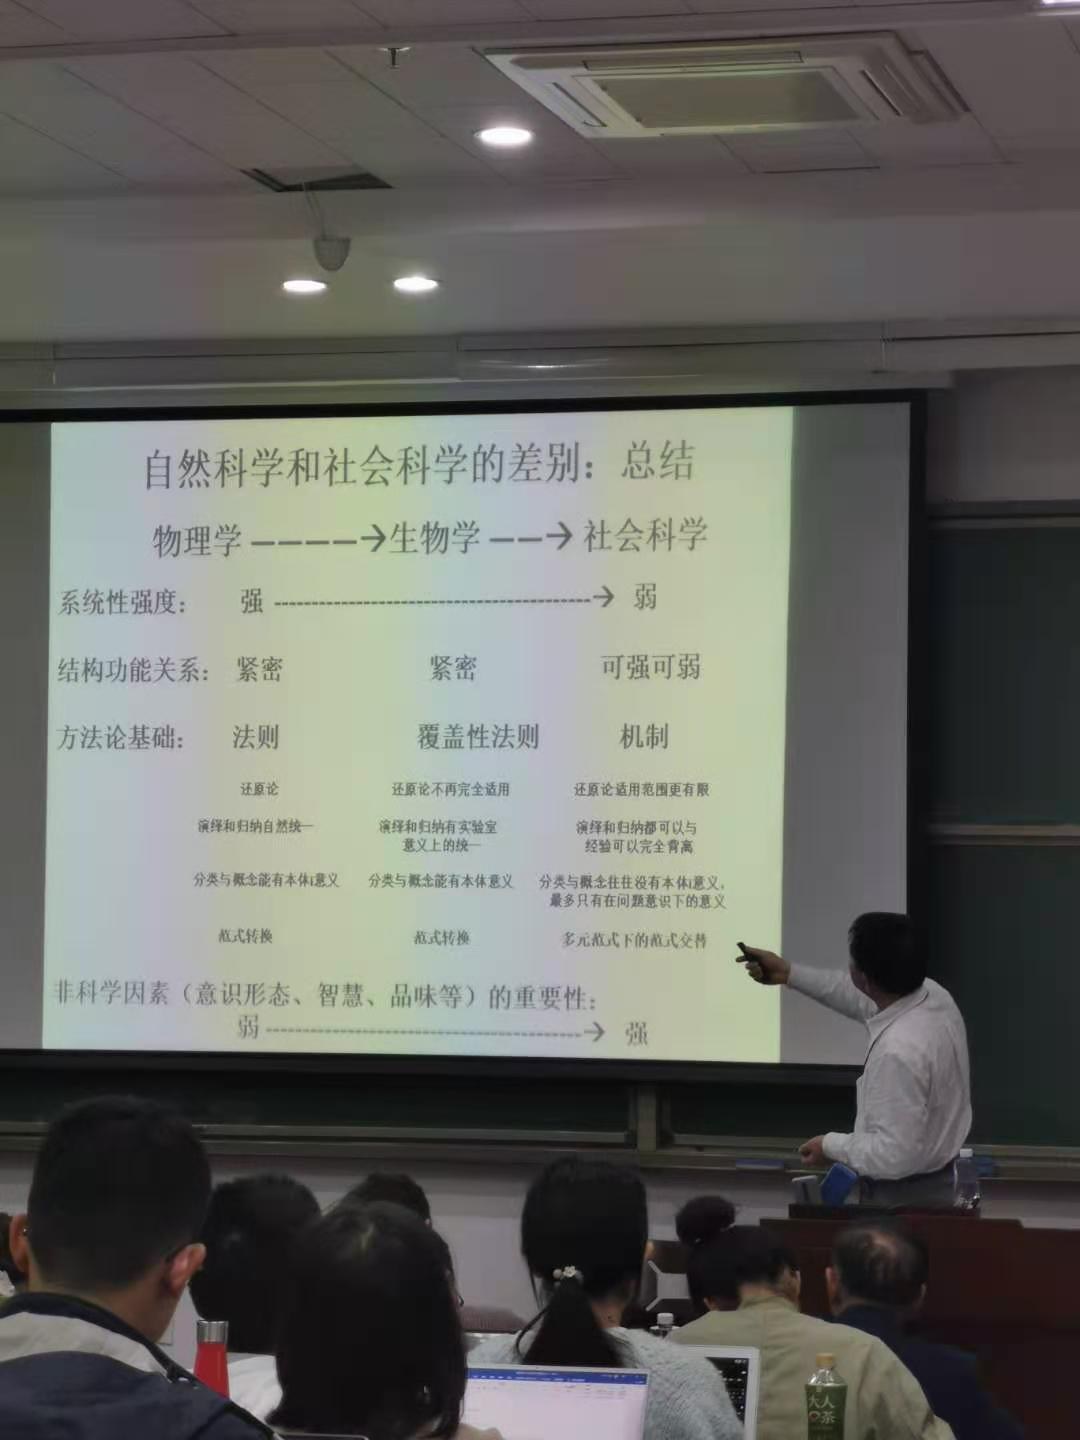 自然科学和社会科学的差别：总结
物理学 ----→生物学 --→ 社会科学
系统性强度： 强 ------------------------------------→ 弱
结构功能关系： 紧密 紧密 可强可弱
方法论基础： 法则 覆盖性法则 机制
还原论 还原论不再完全适用 还原论适用范围更有限
演绎和归纳自然统一 演绎和归纳有实验室 演绎和归纳都可以与
意义上的统一 经验可以完全背离
分类与概念能有本体i意义 分类与概念能有本体意义 分类与概念往往没有本体i意义，
最多只有在问题意识下的意义
范式转换 范式转换 多元范式下的范式交替
非科学因素（意识形态、智慧、品味等）的重要性：
弱 ------------------------------------→ 强
大人
茶